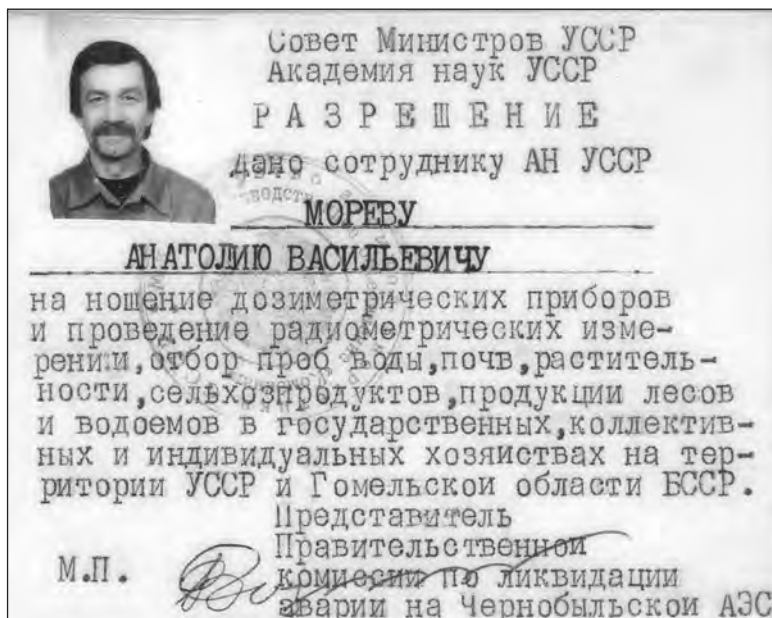 Совет Министров УССР
Академия наук УССР
РАЗРЕШЕНИЕ
дано сотруднику АН УССР
МОРЕВУ
АНАТОЛИЮ ВАСИЛЬЕВИЧУ
на ношение дозиметрических приборов
и проведение радиометрических изме-
рений,отбор проб воды,почв,раститель-
ности,сельхозпродуктов,продукции лесов
и водоемов в государственных,коллектив-
ных и индивидуальных хозяйствах на тер-
ритории УССР и Гомельской области БССР.
Представитель
Правительственной
М.П.
комиссии по ликвидации
аварии на Чернобыльской АЭС